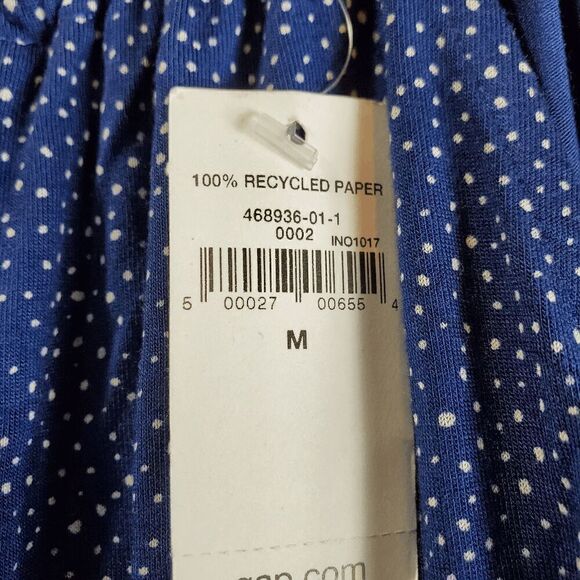 100% RECYCLED PAPER
468936-01-1
0002 INO1017
5 00027 00655 4
M
gap.com